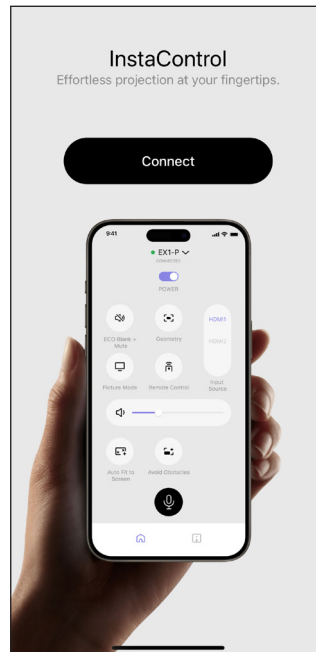 InstaControl
Effortless projection at your fingertips.
Connect
9:41
EX1-P
CONNECTED
POWER
ECO Blank +
Mute
Geometry
HDMI1
HDMI2
Picture Mode
Remote Control
Input
Source
Auto Fit to
Screen
Avoid Obstacles